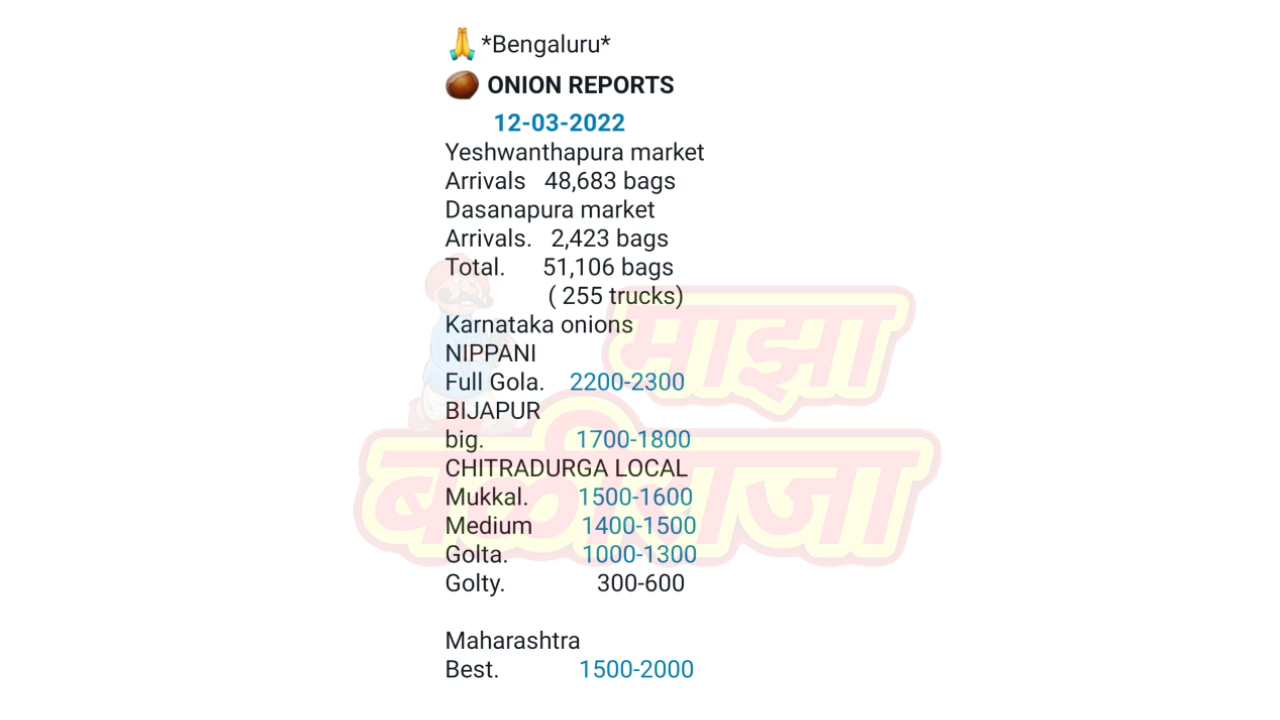 🙏*Bengaluru*
🌰 ONION REPORTS
12-03-2022
Yeshwanthapura market
Arrivals 48,683 bags
Dasanapura market
Arrivals. 2,423 bags
Total. 51,106 bags
( 255 trucks)
Karnataka onions
NIPPANI
Full Gola. 2200-2300
BIJAPUR
big. 1700-1800
CHITRADURGA LOCAL
Mukkal. 1500-1600
Medium 1400-1500
Golta. 1000-1300
Golty. 300-600
Maharashtra
Best. 1500-2000
माझा
बळीराजा